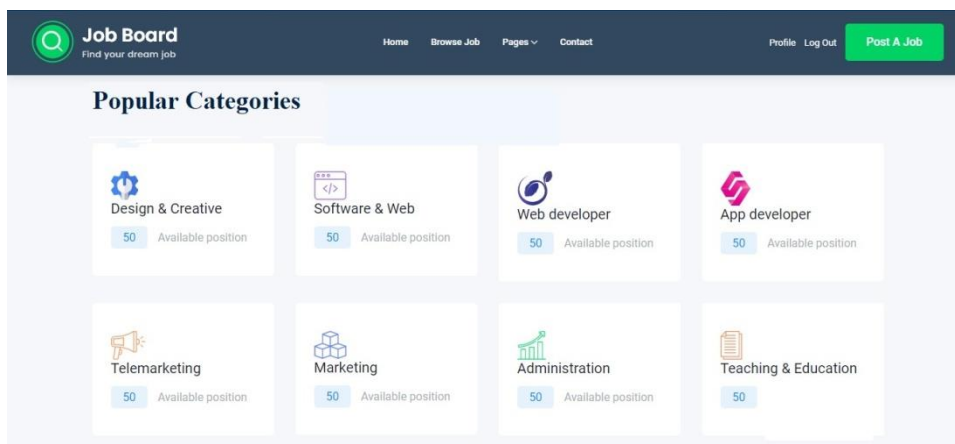 Job Board
Find your dream job
Home Browse Job Pages Contact
Profile Log Out Post A Job
Popular Categories
</>
Design & Creative
50 Available position
Software & Web
50 Available position
Web developer
50 Available position
App developer
50 Available position
Telemarketing
50 Available position
Marketing
50 Available position
Administration
50 Available position
Teaching & Education
50